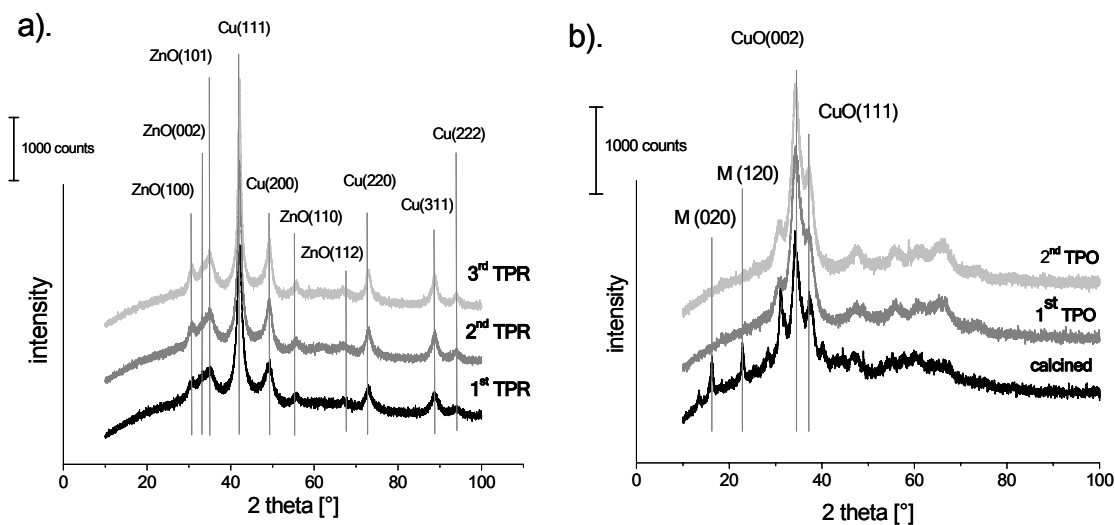 a).
Cu(111)
ZnO(101)
ZnO(002)
1000 counts
Cu(222)
ZnO(100)
Cu(200)
Cu(220)
Cu(311)
ZnO(110)
ZnO(112)
3rd TPR
2nd TPR
1st TPR
intensity
0 20 40 60 80 100
2 theta [°]
b).
CuO(002)
CuO(111)
1000 counts
M (120)
M (020)
2nd TPO
1st TPO
calcined
intensity
0 20 40 60 80 100
2 theta [°]